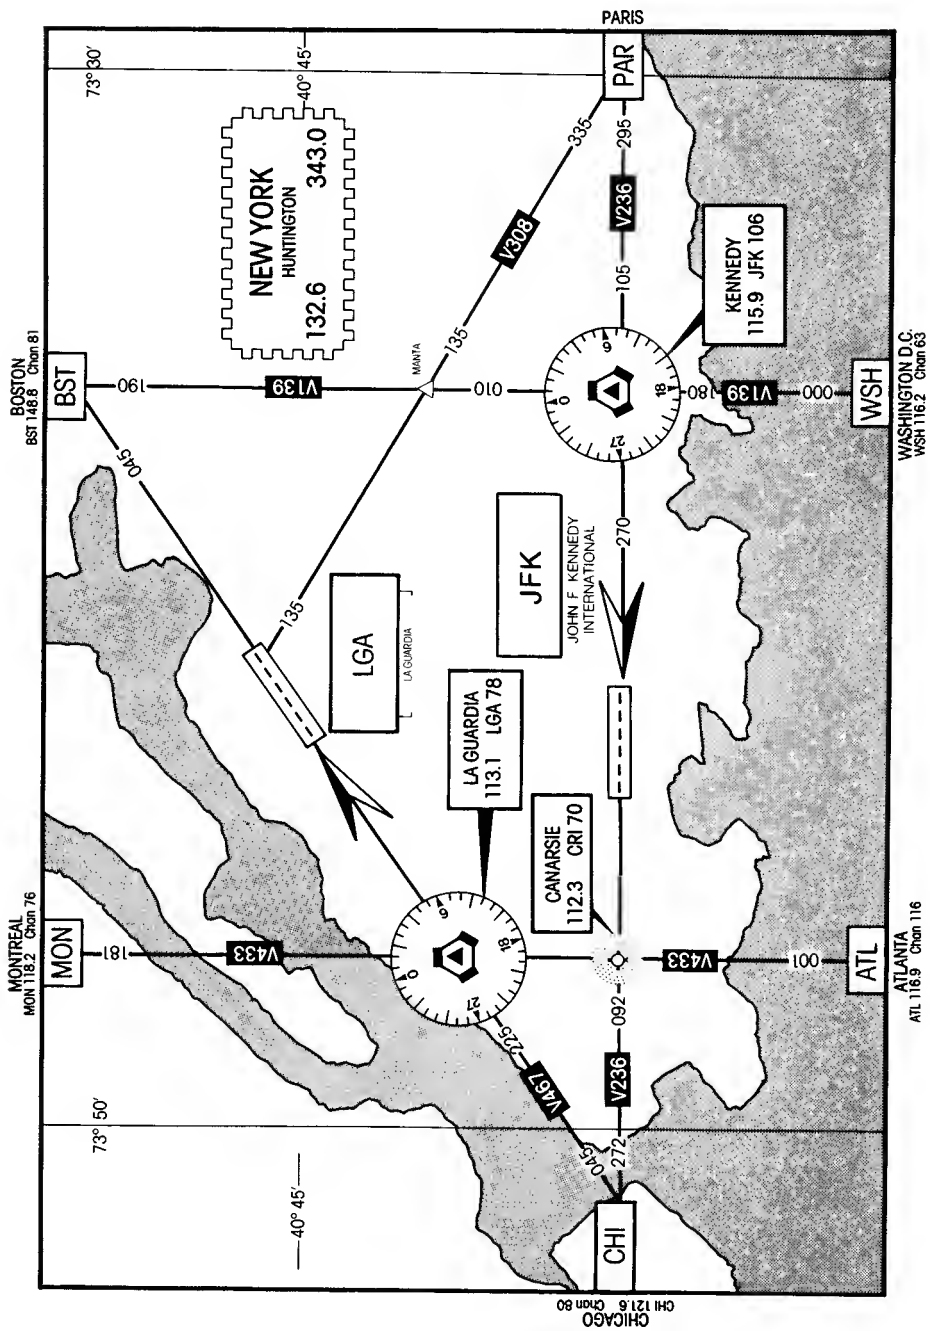 PARIS
PAR
73° 30'
40° 45'
NEW YORK
HUNTINGTON
132.6 343.0
335
295
V236
V308
105
KENNEDY
115.9 JFK 106
BOSTON
BST 148.8 Chan 81
BST
190
V139
MANTA
135
010
0
6
18
27
180
V139
000
WSH
WASHINGTON D.C.
WSH 116.2 Chan 63
045
270
JFK
JOHN F KENNEDY
INTERNATIONAL
135
LGA
LA GUARDIA
LA GUARDIA
113.1 LGA 78
CANARSIE
112.3 CRI 70
MONTREAL
MON 118.2 Chan 76
MON
181
V433
0
6
18
27
V433
001
ATL
ATLANTA
ATL 116.9 Chan 116
225
V467
045
092
V236
272
73° 50'
40° 45'
CHI
CHI 121.6 Chan 80
CHICAGO